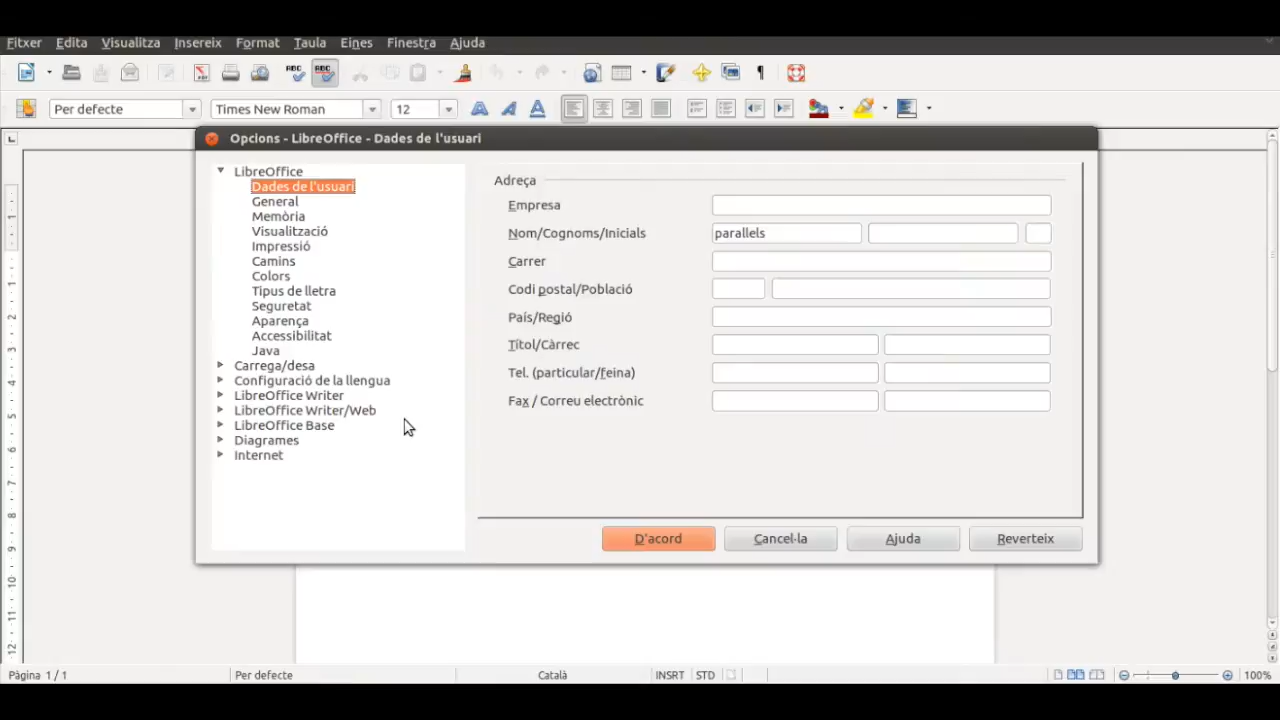 Fitxer Edita Visualitza Insereix Format Taula Eines Finestra Ajuda
Per defecte Times New Roman 12
Opcions - LibreOffice - Dades de l'usuari
LibreOffice
Dades de l'usuari
General
Memòria
Visualització
Impressió
Camins
Colors
Tipus de lletra
Seguretat
Aparença
Accessibilitat
Java
Carrega/desa
Configuració de la llengua
LibreOffice Writer
LibreOffice Writer/Web
LibreOffice Base
Diagrames
Internet
Adreça
Empresa
Nom/Cognoms/Inicials parallels
Carrer
Codi postal/Població
País/Regió
Títol/Càrrec
Tel. (particular/feina)
Fax / Correu electrònic
D'acord Cancel·la Ajuda Reverteix
Pàgina 1 / 1 Per defecte Català INSRT STD 100%